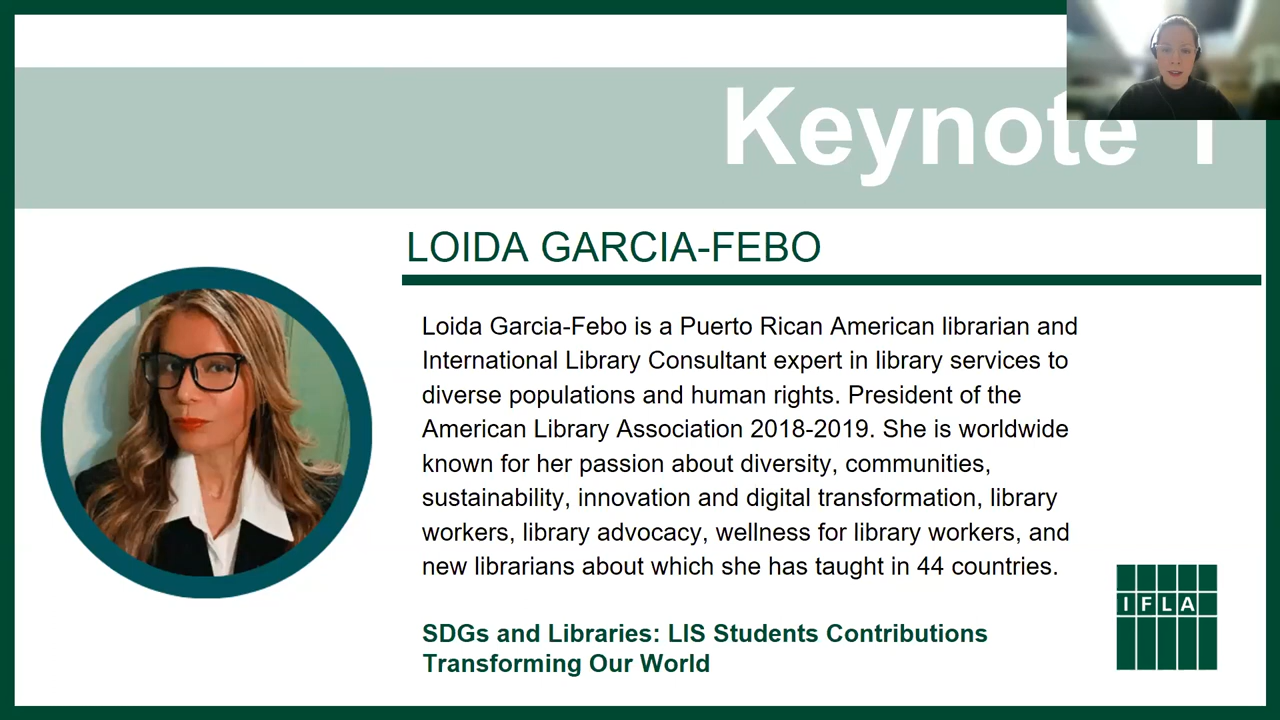 Keynote 1
LOIDA GARCIA-FEBO
Loida Garcia-Febo is a Puerto Rican American librarian and
International Library Consultant expert in library services to
diverse populations and human rights. President of the
American Library Association 2018-2019. She is worldwide
known for her passion about diversity, communities,
sustainability, innovation and digital transformation, library
workers, library advocacy, wellness for library workers, and
new librarians about which she has taught in 44 countries.
SDGs and Libraries: LIS Students Contributions
Transforming Our World
IFLA